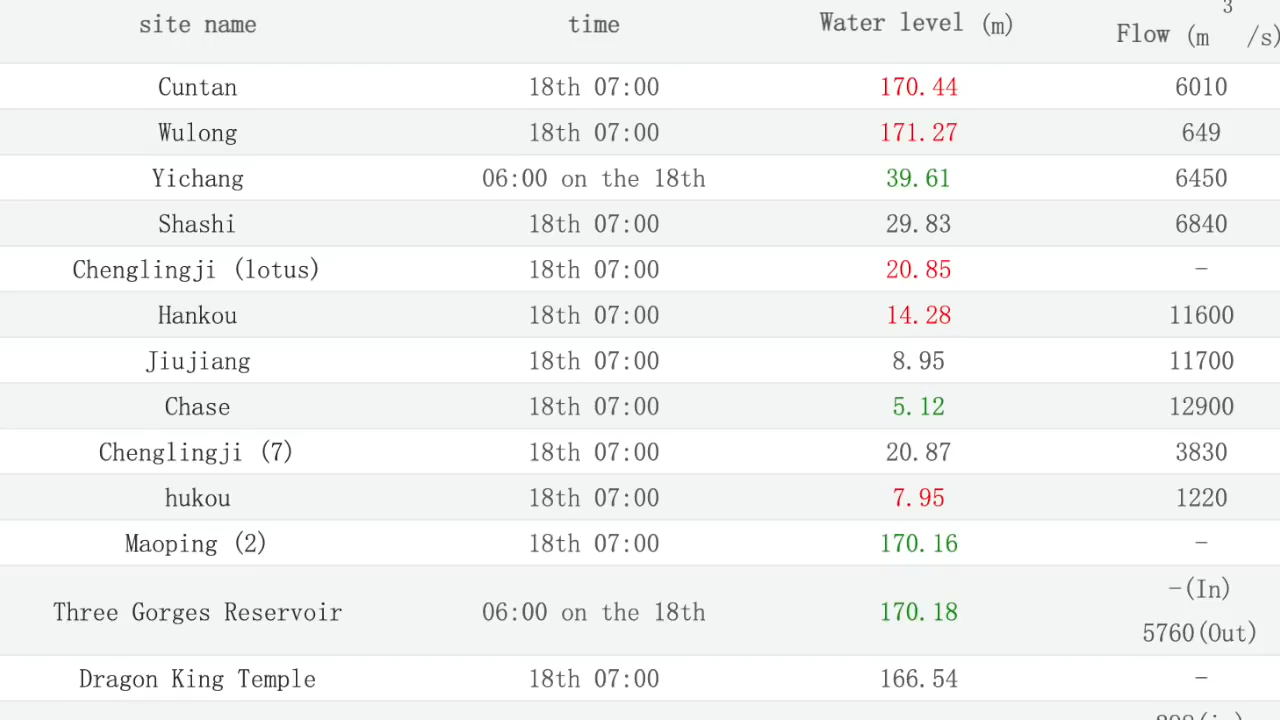 site name time Water level (m) Flow (m³/s)
Cuntan 18th 07:00 170.44 6010
Wulong 18th 07:00 171.27 649
Yichang 06:00 on the 18th 39.61 6450
Shashi 18th 07:00 29.83 6840
Chenglingji (lotus) 18th 07:00 20.85 -
Hankou 18th 07:00 14.28 11600
Jiujiang 18th 07:00 8.95 11700
Chase 18th 07:00 5.12 12900
Chenglingji (7) 18th 07:00 20.87 3830
hukou 18th 07:00 7.95 1220
Maoping (2) 18th 07:00 170.16 -
Three Gorges Reservoir 06:00 on the 18th 170.18 -(In)
5760(Out)
Dragon King Temple 18th 07:00 166.54 -